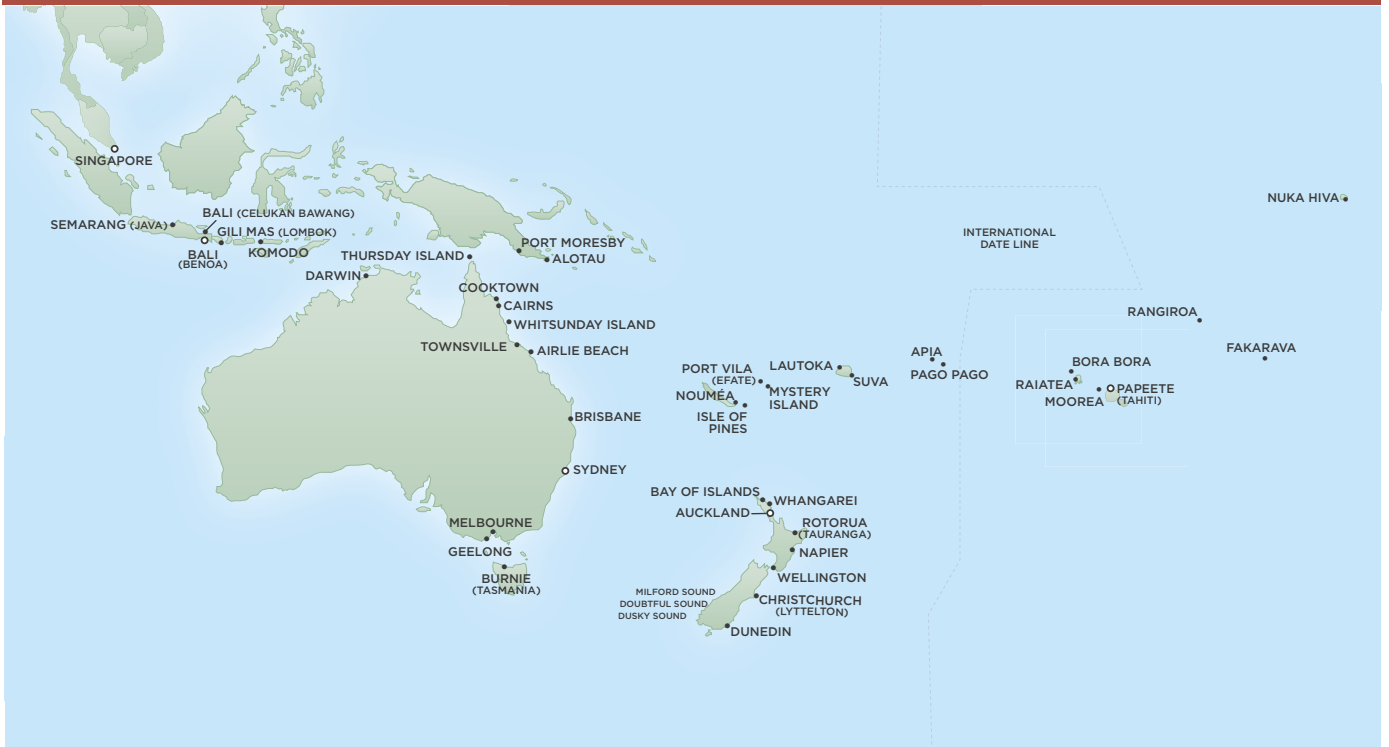 NUKA HIVA
SINGAPORE
BALI (CELUKAN BAWANG)
SEMARANG (JAVA)
GILI MAS (LOMBOK)
INTERNATIONAL
DATE LINE
PORT MORESBY
BALI
(BENOA)
KOMODO
THURSDAY ISLAND
ALOTAU
DARWIN
COOKTOWN
CAIRNS
RANGIROA
WHITSUNDAY ISLAND
TOWNSVILLE
AIRLIE BEACH
FAKARAVA
APIA
PAGO PAGO
BORA BORA
PORT VILA
(EFATE)
LAUTOKA
SUVA
RAIATEA
MOOREA
PAPEETE
(TAHITI)
NOUMÉA
MYSTERY
ISLAND
ISLE OF
PINES
BRISBANE
SYDNEY
BAY OF ISLANDS
WHANGAREI
AUCKLAND
MELBOURNE
ROTORUA
(TAURANGA)
GEELONG
NAPIER
BURNIE
(TASMANIA)
WELLINGTON
MILFORD SOUND
DOUBTFUL SOUND
DUSKY SOUND
CHRISTCHURCH
(LYTTELTON)
DUNEDIN